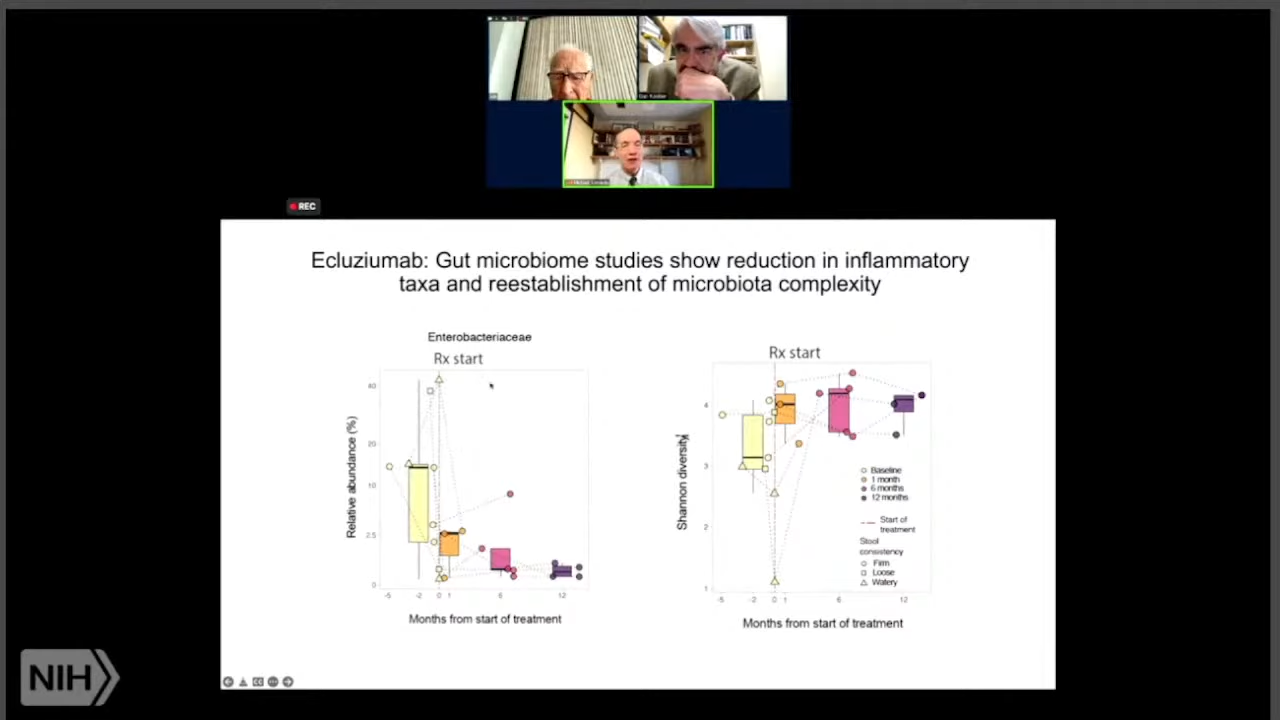 REC
Ecluziumab: Gut microbiome studies show reduction in inflammatory
taxa and reestablishment of microbiota complexity
Enterobacteriaceae
Rx start
Relative abundance (%)
40
20
10
2.5
0
-5
-2
0
1
6
12
Months from start of treatment
Rx start
Shannon diversity
4
3
2
1
-5
-2
0
1
6
12
Months from start of treatment
Baseline
1 month
6 months
12 months
Start of
treatment
Stool
consistency
Firm
Loose
Watery
NIH